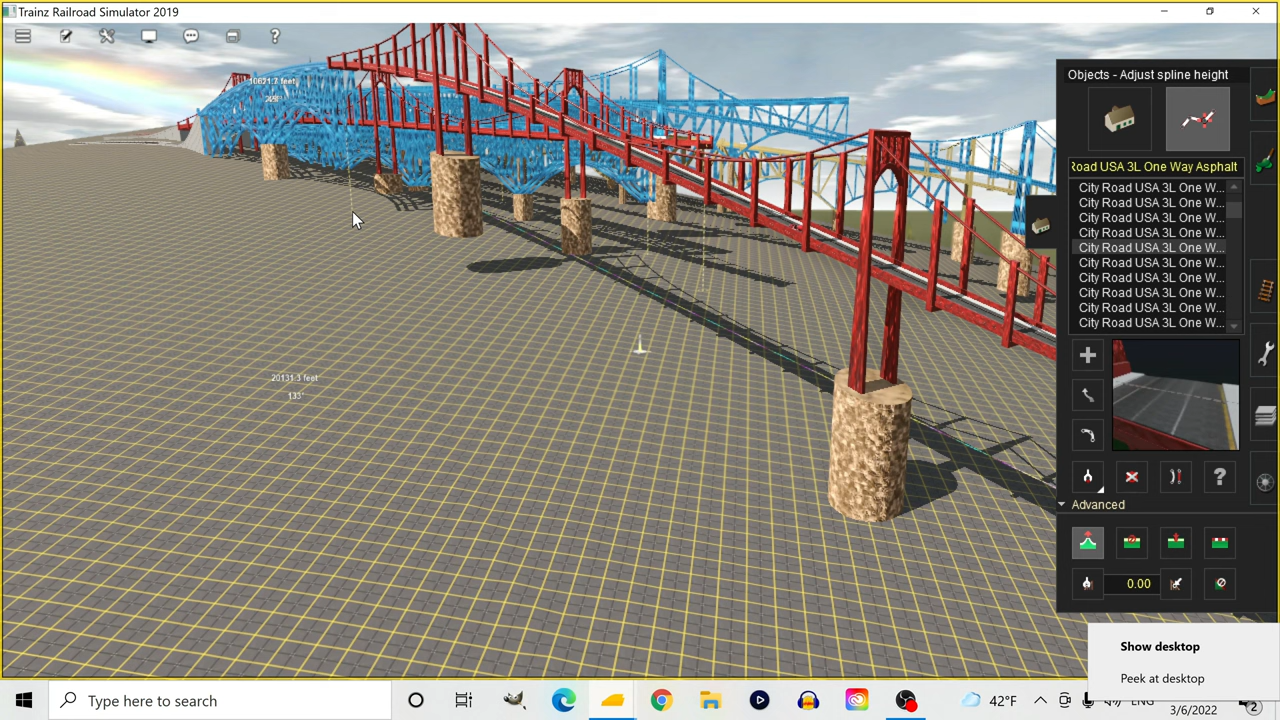 Trainz Railroad Simulator 2019
10621.7 feet
Objects - Adjust spline height
Road USA 3L One Way Asphalt
City Road USA 3L One W...
City Road USA 3L One W...
City Road USA 3L One W...
City Road USA 3L One W...
City Road USA 3L One W...
City Road USA 3L One W...
City Road USA 3L One W...
City Road USA 3L One W...
City Road USA 3L One W...
City Road USA 3L One W...
20131.3 feet
133°
Advanced
0.00
Show desktop
Peek at desktop
Type here to search
42°F
ENG
3/6/2022
2